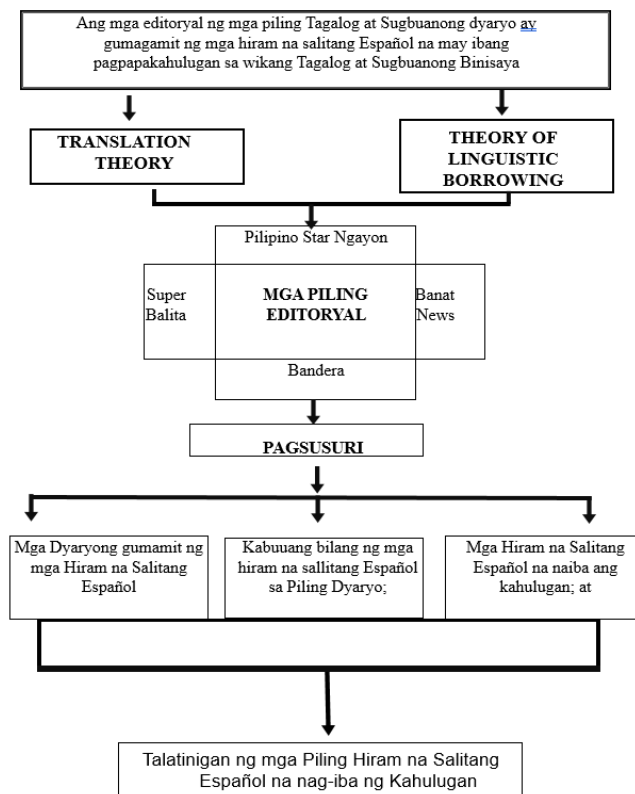 Ang mga editoryal ng mga piling Tagalog at Sugbuanong dyaryo ay
gumagamit ng mga hiram na salitang Español na may ibang
pagpapakahulugan sa wikang Tagalog at Sugbuanong Binisaya
TRANSLATION
THEORY
THEORY OF
LINGUISTIC
BORROWING
Pilipino Star Ngayon
Super
Balita
MGA PILING
EDITORYAL
Banat
News
Bandera
PAGSUSURI
Mga Dyaryong gumamit ng
mga Hiram na Salitang
Español
Kabuuang bilang ng mga
hiram na sallitang Español
sa Piling Dyaryo;
Mga Hiram na Salitang
Español na naiba ang
kahulugan; at
Talatinigan ng mga Piling Hiram na Salitang
Español na nag-iba ng Kahulugan